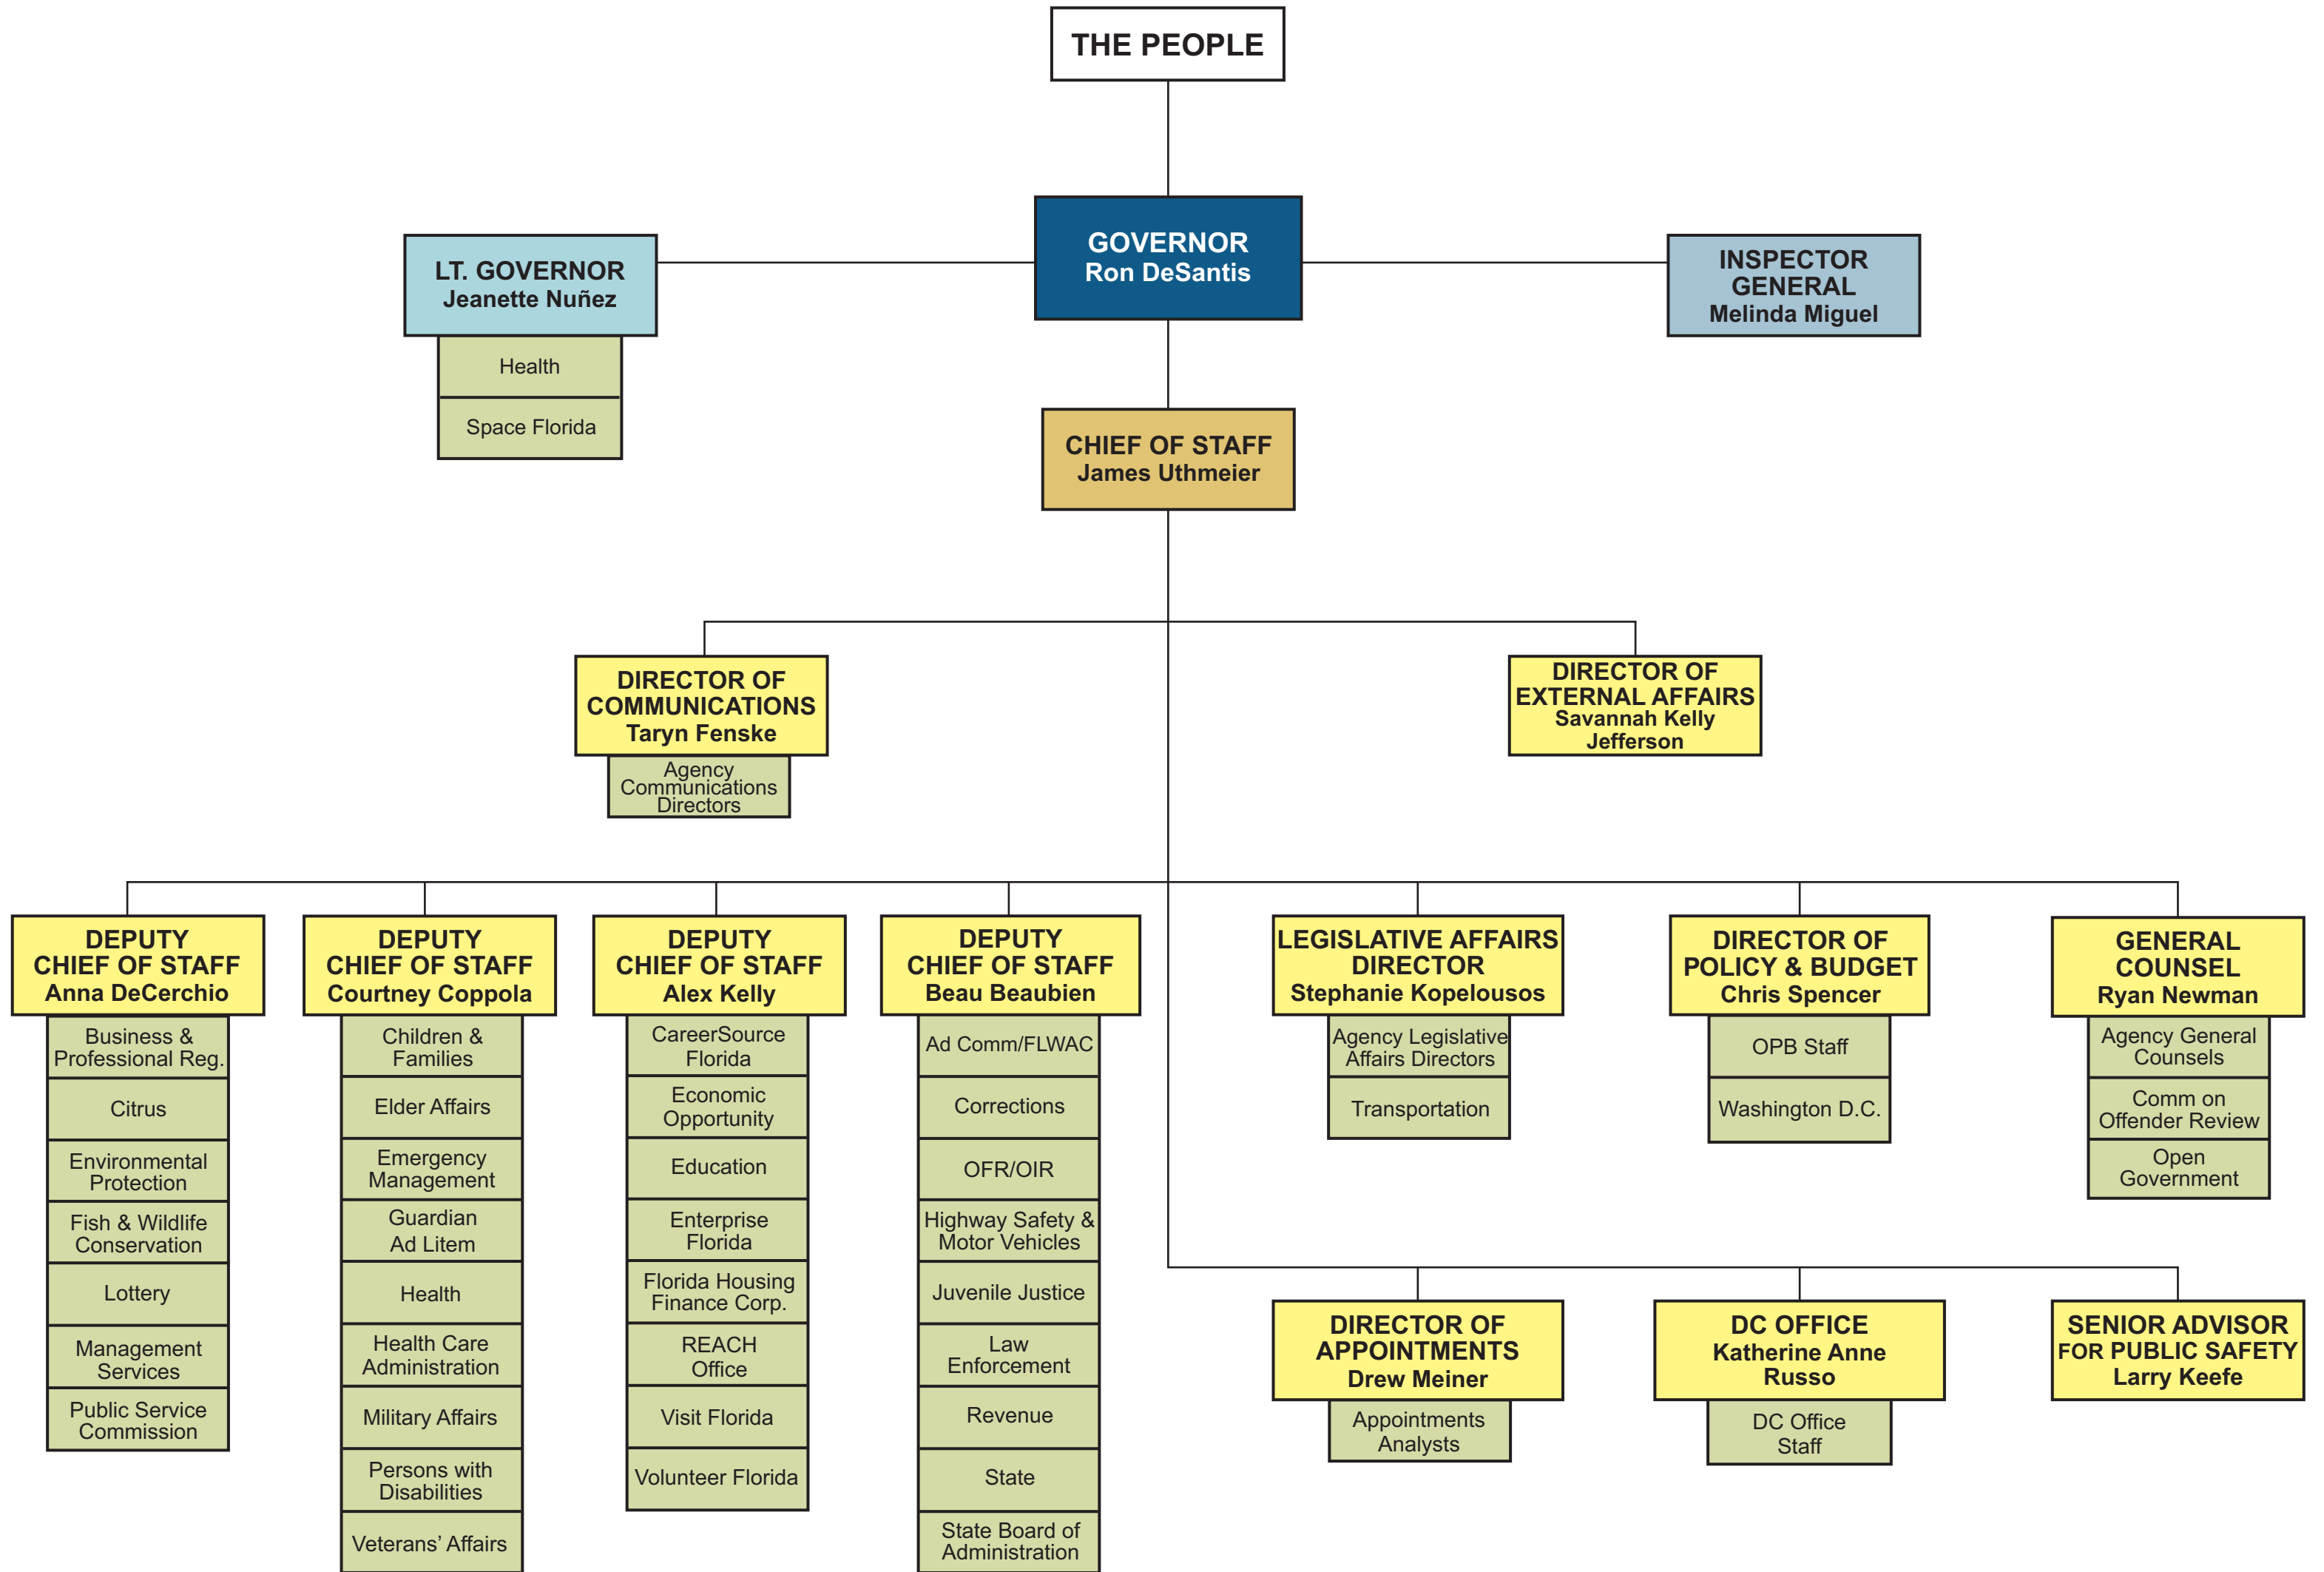 THE PEOPLE
GOVERNOR
Ron DeSantis
LT. GOVERNOR
Jeanette Nuñez
Health
Space Florida
INSPECTOR
GENERAL
Melinda Miguel
CHIEF OF STAFF
James Uthmeier
DIRECTOR OF
COMMUNICATIONS
Taryn Fenske
Agency
Communications
Directors
DIRECTOR OF
EXTERNAL AFFAIRS
Savannah Kelly
Jefferson
DEPUTY
CHIEF OF STAFF
Anna DeCerchio
Business &
Professional Reg.
Citrus
Environmental
Protection
Fish & Wildlife
Conservation
Lottery
Management
Services
Public Service
Commission
DEPUTY
CHIEF OF STAFF
Courtney Coppola
Children &
Families
Elder Affairs
Emergency
Management
Guardian
Ad Litem
Health
Health Care
Administration
Military Affairs
Persons with
Disabilities
Veterans’ Affairs
DEPUTY
CHIEF OF STAFF
Alex Kelly
CareerSource
Florida
Economic
Opportunity
Education
Enterprise
Florida
Florida Housing
Finance Corp.
REACH
Office
Visit Florida
Volunteer Florida
DEPUTY
CHIEF OF STAFF
Beau Beaubien
Ad Comm/FLWAC
Corrections
OFR/OIR
Highway Safety &
Motor Vehicles
Juvenile Justice
Law
Enforcement
Revenue
State
State Board of
Administration
LEGISLATIVE AFFAIRS
DIRECTOR
Stephanie Kopelousos
Agency Legislative
Affairs Directors
Transportation
DIRECTOR OF
POLICY & BUDGET
Chris Spencer
OPB Staff
Washington D.C.
GENERAL
COUNSEL
Ryan Newman
Agency General
Counsels
Comm on
Offender Review
Open
Government
DIRECTOR OF
APPOINTMENTS
Drew Meiner
Appointments
Analysts
DC OFFICE
Katherine Anne
Russo
DC Office
Staff
SENIOR ADVISOR
FOR PUBLIC SAFETY
Larry Keefe